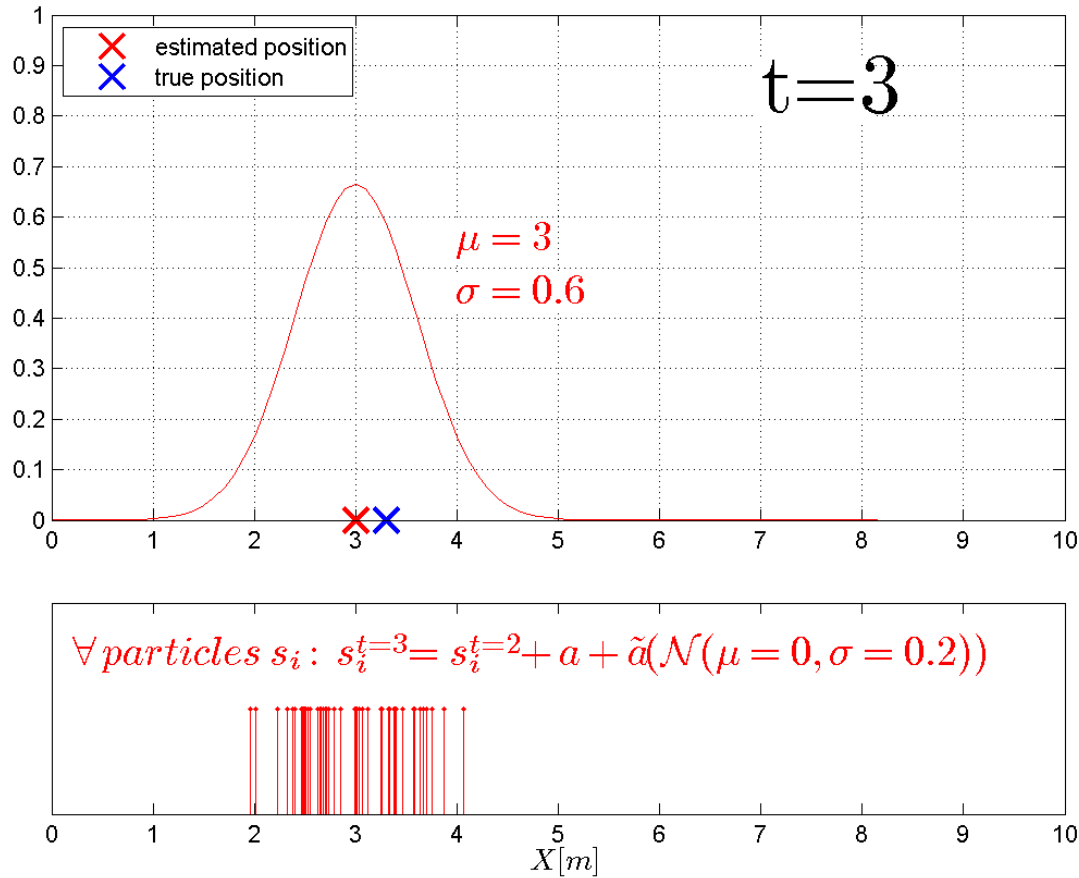 1
0.9
0.8
0.7
0.6
0.5
0.4
0.3
0.2
0.1
0
estimated position
true position
t=3
μ = 3
σ = 0.6
0 1 2 3 4 5 6 7 8 9 10
∀ particles s_i : s_i^{t=3} = s_i^{t=2} + a + ã(𝒩(μ = 0, σ = 0.2))
0 1 2 3 4 5 6 7 8 9 10
X[m]